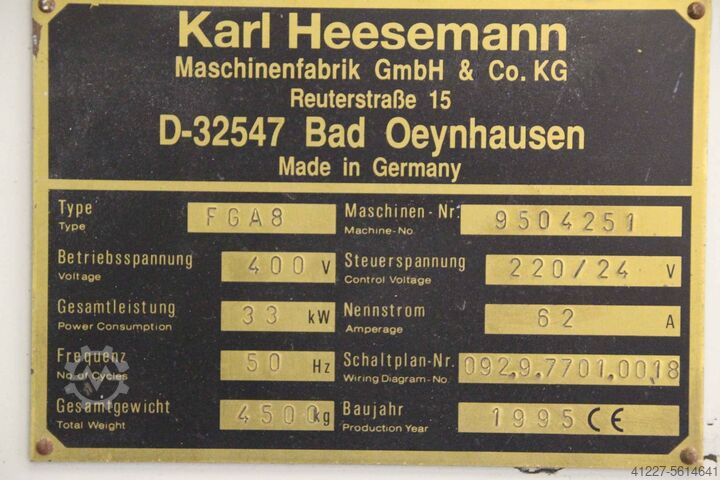 Karl Heesemann
Maschinenfabrik GmbH & Co. KG
Reuterstraße 15
D-32547 Bad Oeynhausen
Made in Germany
Type FGA8 Maschinen-Nr. 9504251
Type Machine-No.
Betriebsspannung 400 V Steuerspannung 220/24 V
Voltage Control Voltage
Gesamtleistung 33 kW Nennstrom 62 A
Power Consumption Amperage
Frequenz 50 Hz Schaltplan-Nr. 092.9.7701.0018
No. of Cycles Wiring Diagram-No.
Gesamtgewicht 4500 kg Baujahr 1995 CE
Total Weight Production Year
41227-5614641